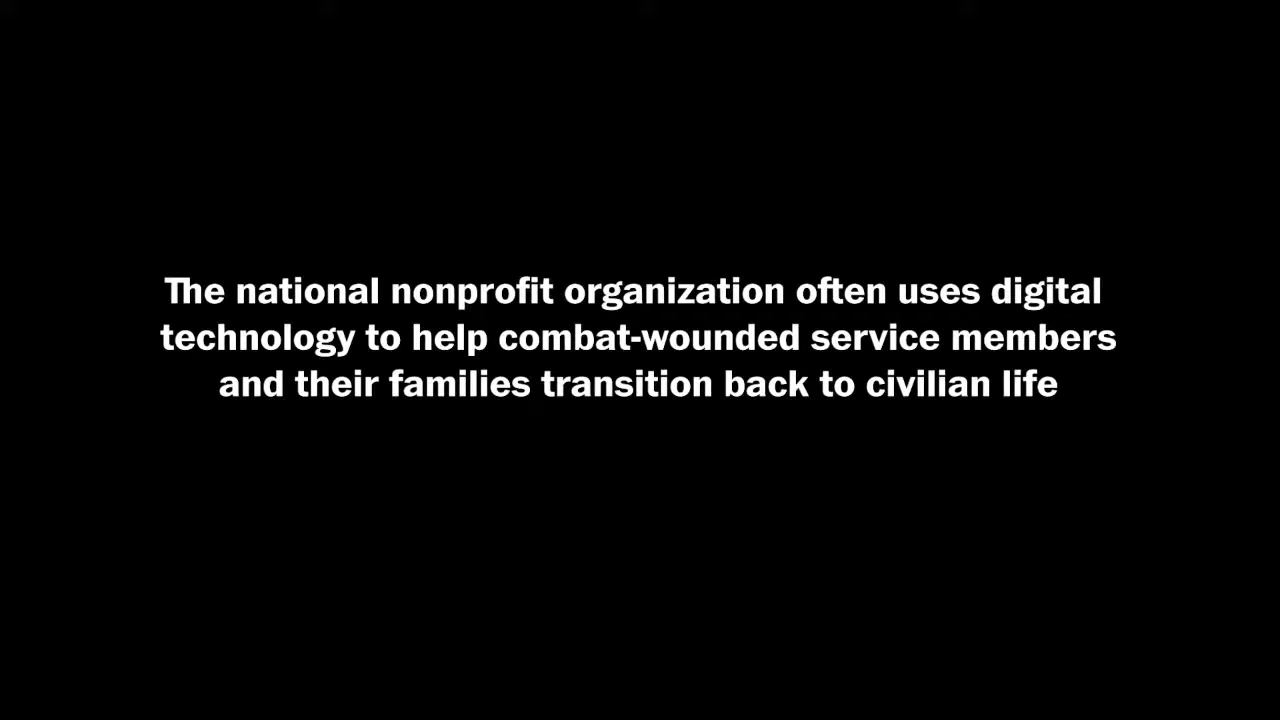 The national nonprofit organization often uses digital
technology to help combat-wounded service members
and their families transition back to civilian life